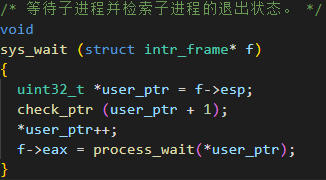 /* 等待子进程并检索子进程的退出状态。 */
void
sys_wait (struct intr_frame* f)
{
  uint32_t *user_ptr = f->esp;
  check_ptr (user_ptr + 1);
  *user_ptr++;
  f->eax = process_wait(*user_ptr);
}